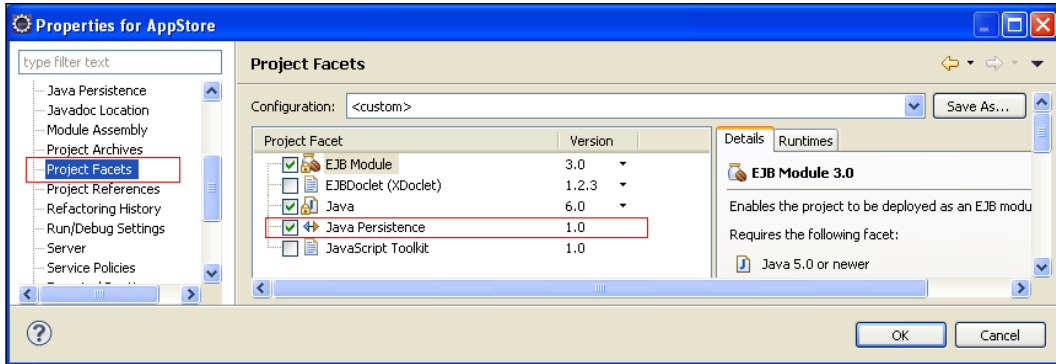 Properties for AppStore
type filter text
Java Persistence
Javadoc Location
Module Assembly
Project Archives
Project Facets
Project References
Refactoring History
Run/Debug Settings
Server
Service Policies
Project Facets
Configuration: <custom> Save As...
Project Facet Version
EJB Module 3.0
EJBDoclet (XDoclet) 1.2.3
Java 6.0
Java Persistence 1.0
JavaScript Toolkit 1.0
Details Runtimes
EJB Module 3.0
Enables the project to be deployed as an EJB modu
Requires the following facet:
Java 5.0 or newer
OK Cancel